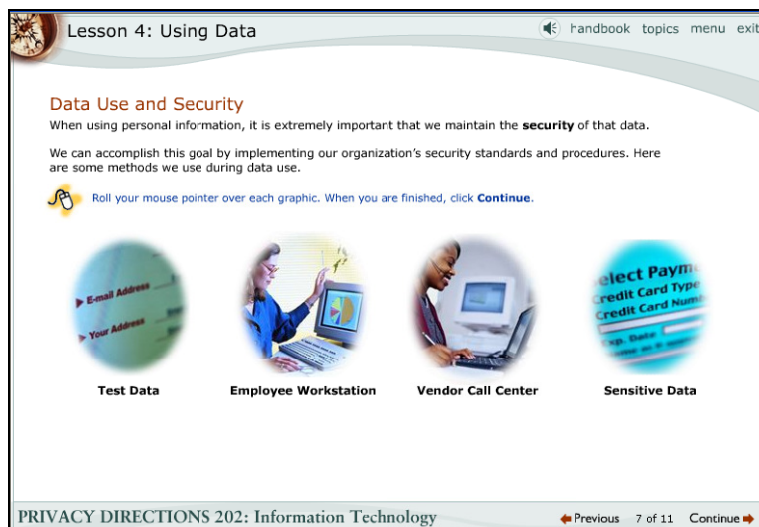 Lesson 4: Using Data
handbook topics menu exit
Data Use and Security
When using personal information, it is extremely important that we maintain the security of that data.
We can accomplish this goal by implementing our organization's security standards and procedures. Here
are some methods we use during data use.
Roll your mouse pointer over each graphic. When you are finished, click Continue.
E-mail Address
Your Address
elect Payme
Credit Card Type
Credit Card Numb
Exp. Date
Test Data
Employee Workstation
Vendor Call Center
Sensitive Data
PRIVACY DIRECTIONS 202: Information Technology
Previous 7 of 11 Continue